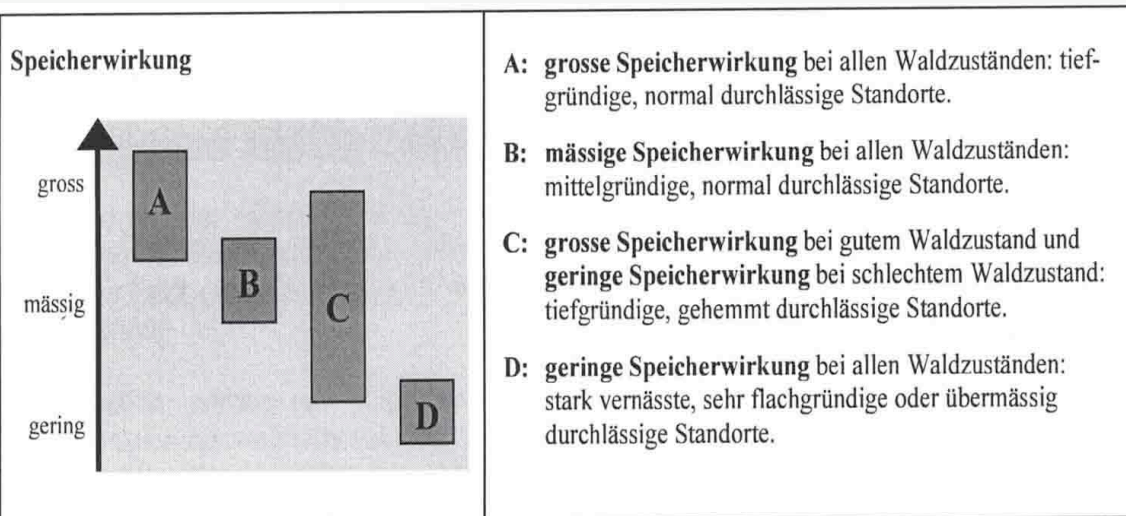 Speicherwirkung
gross
mässig
gering
A
B
C
D
A: grosse Speicherwirkung bei allen Waldzuständen: tief-
gründige, normal durchlässige Standorte.
B: mässige Speicherwirkung bei allen Waldzuständen:
mittelgründige, normal durchlässige Standorte.
C: grosse Speicherwirkung bei gutem Waldzustand und
geringe Speicherwirkung bei schlechtem Waldzustand:
tiefgründige, gehemmt durchlässige Standorte.
D: geringe Speicherwirkung bei allen Waldzuständen:
stark vernässte, sehr flachgründige oder übermässig
durchlässige Standorte.